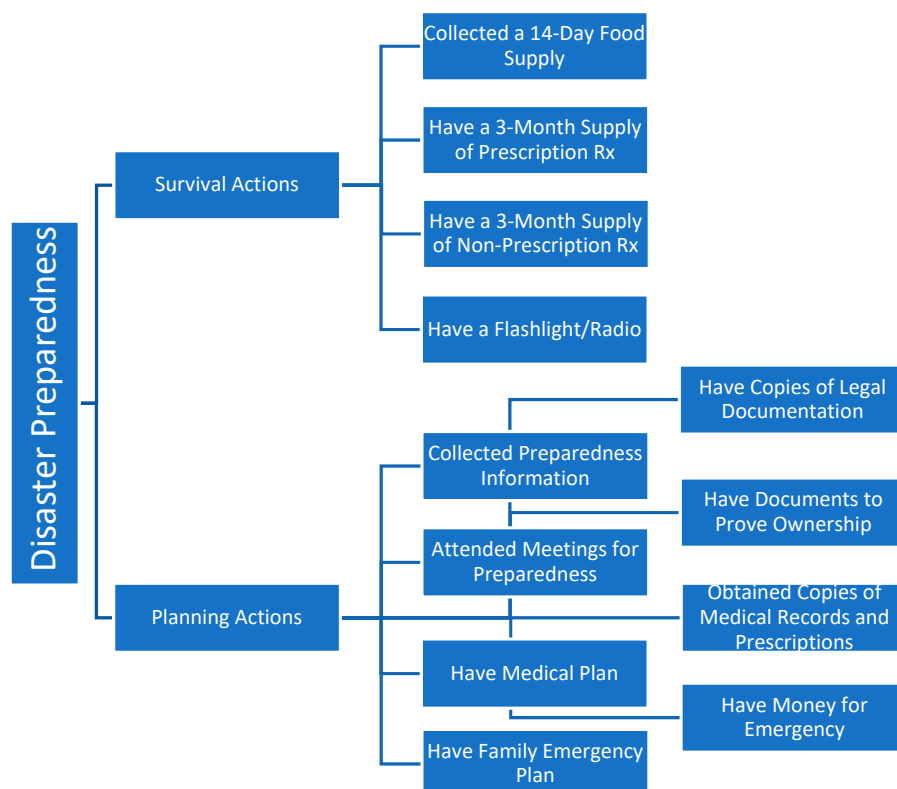 Disaster Preparedness
Survival Actions
Collected a 14-Day Food
Supply
Have a 3-Month Supply
of Prescription Rx
Have a 3-Month Supply
of Non-Prescription Rx
Have a Flashlight/Radio
Planning Actions
Collected Preparedness
Information
Attended Meetings for
Preparedness
Have Medical Plan
Have Family Emergency
Plan
Have Copies of Legal
Documentation
Have Documents to
Prove Ownership
Obtained Copies of
Medical Records and
Prescriptions
Have Money for
Emergency